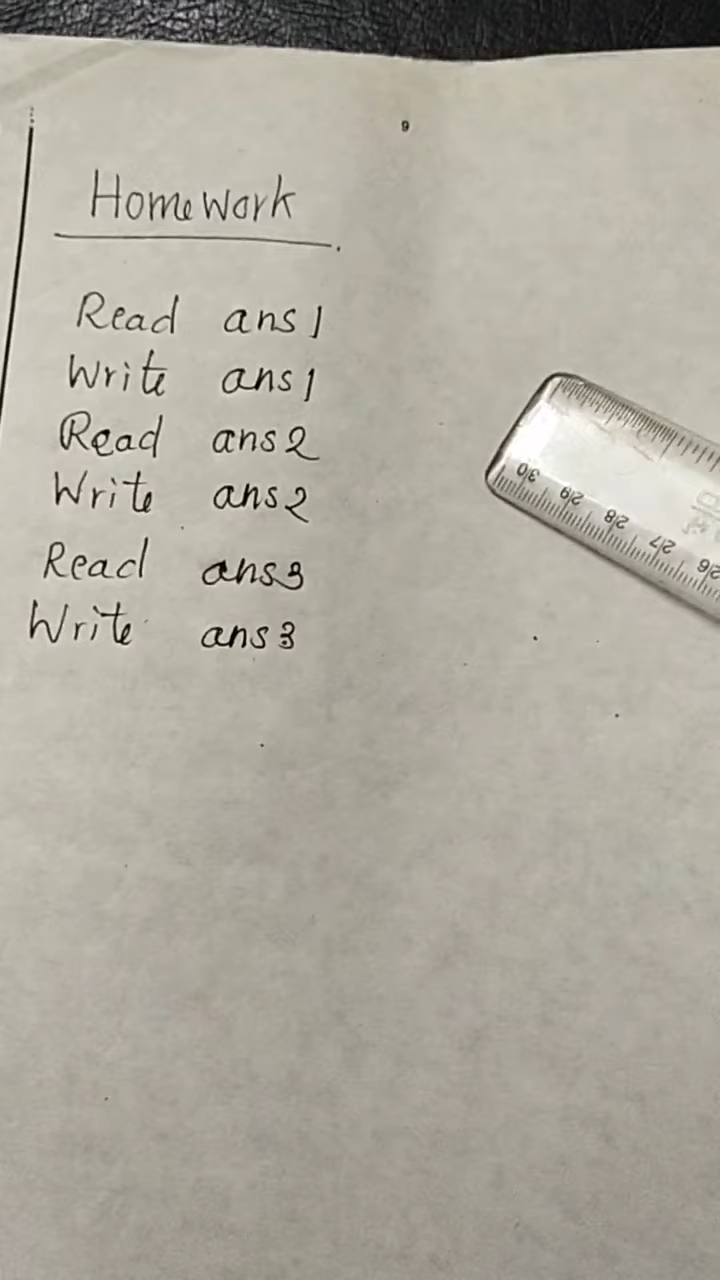 9
Homework
Read ans 1
Write ans 1
Read ans 2
Write ans 2
Read ans 3
Write ans 3
30 29 28 27 26